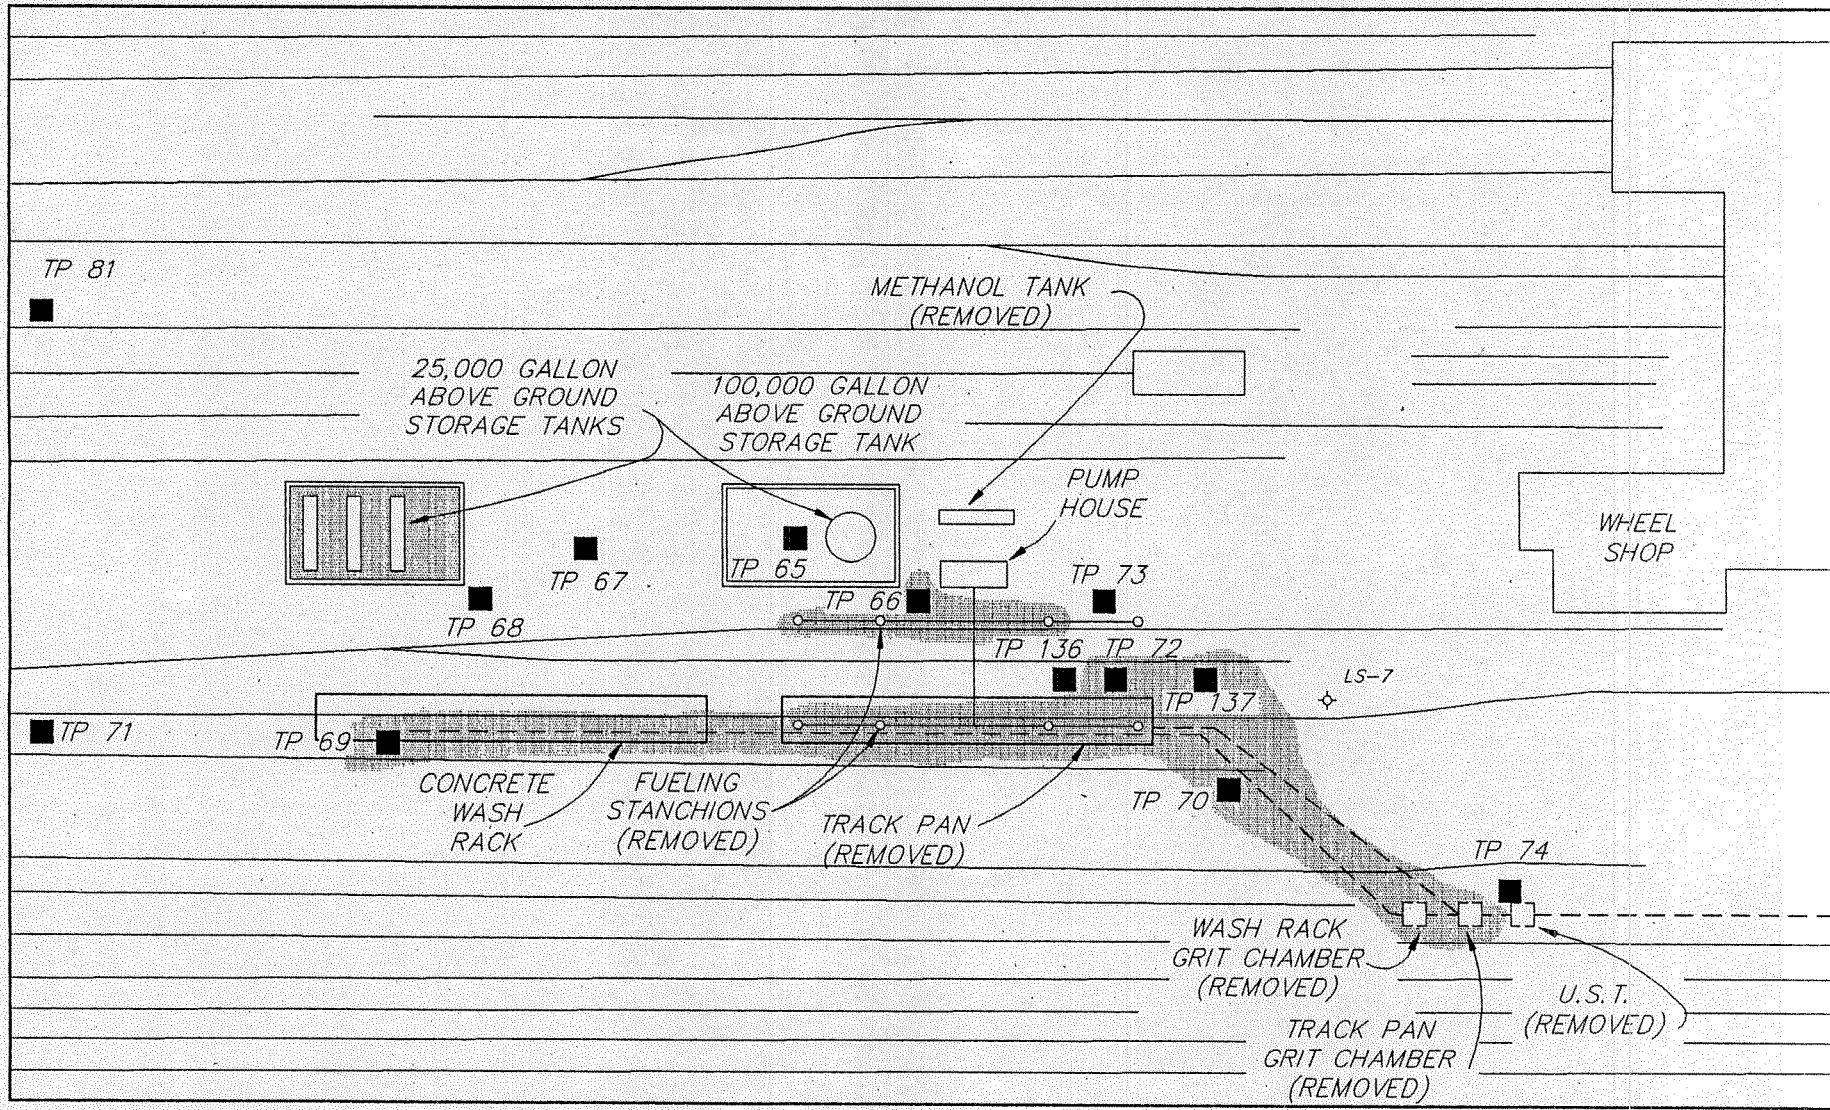 TP 81
METHANOL TANK
(REMOVED)
25,000 GALLON
ABOVE GROUND
STORAGE TANKS
100,000 GALLON
ABOVE GROUND
STORAGE TANK
PUMP
HOUSE
WHEEL
SHOP
TP 67
TP 65
TP 73
TP 66
TP 68
TP 136
TP 72
LS-7
TP 137
TP 71
TP 69
CONCRETE
WASH
RACK
FUELING
STANCHIONS
(REMOVED)
TRACK PAN
(REMOVED)
TP 70
TP 74
WASH RACK
GRIT CHAMBER
(REMOVED)
U.S.T.
(REMOVED)
TRACK PAN
GRIT CHAMBER
(REMOVED)